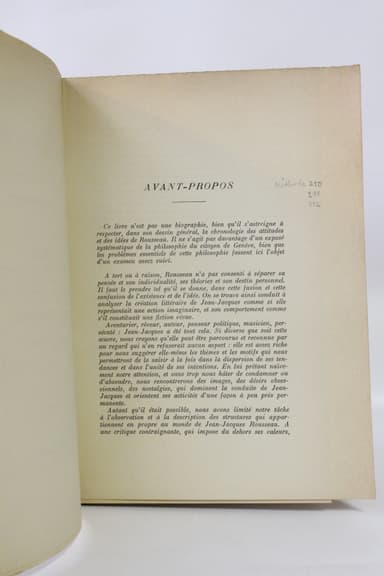 AVANT-PROPOS
Méthode 210
Ce livre n'est pas une biographie, bien qu'il s'astreigne à
respecter, dans son dessin général, la chronologie des attitudes
et des idées de Rousseau. Il ne s'agit pas davantage d'un exposé
systématique de la philosophie du citoyen de Genève, bien que
les problèmes essentiels de cette philosophie fassent ici l'objet
d'un examen assez suivi.
A tort ou à raison, Rousseau n'a pas consenti à séparer sa
pensée et son individualité, ses théories et son destin personnel.
Il faut le prendre tel qu'il se donne, dans cette fusion et cette
confusion de l'existence et de l'idée. On se trouve ainsi conduit à
analyser la création littéraire de Jean-Jacques comme si elle
représentait une action imaginaire, et son comportement comme
s'il constituait une fiction vécue.
Aventurier, rêveur, auteur, penseur politique, musicien, per-
sécuté : Jean-Jacques a été tout cela. Si diverse que soit cette
œuvre, nous croyons qu'elle peut être parcourue et reconnue par
un regard qui n'en refuserait aucun aspect : elle est assez riche
pour nous suggérer elle-même les thèmes et les motifs qui nous
permettront de la saisir à la fois dans la dispersion de ses ten-
dances et dans l'unité de ses intentions. En lui prêtant naïve-
ment notre attention, et sans trop nous hâter de condamner ou
d'absoudre, nous rencontrerons des images, des désirs obses-
sionnels, des nostalgies, qui dominent la conduite de Jean-
Jacques et orientent ses activités d'une façon à peu près per-
manente.
Autant qu'il était possible, nous avons limité notre tâche
à l'observation et à la description des structures qui appar-
tiennent en propre au monde de Jean-Jacques Rousseau. A
une critique contraignante, qui impose du dehors ses valeurs,